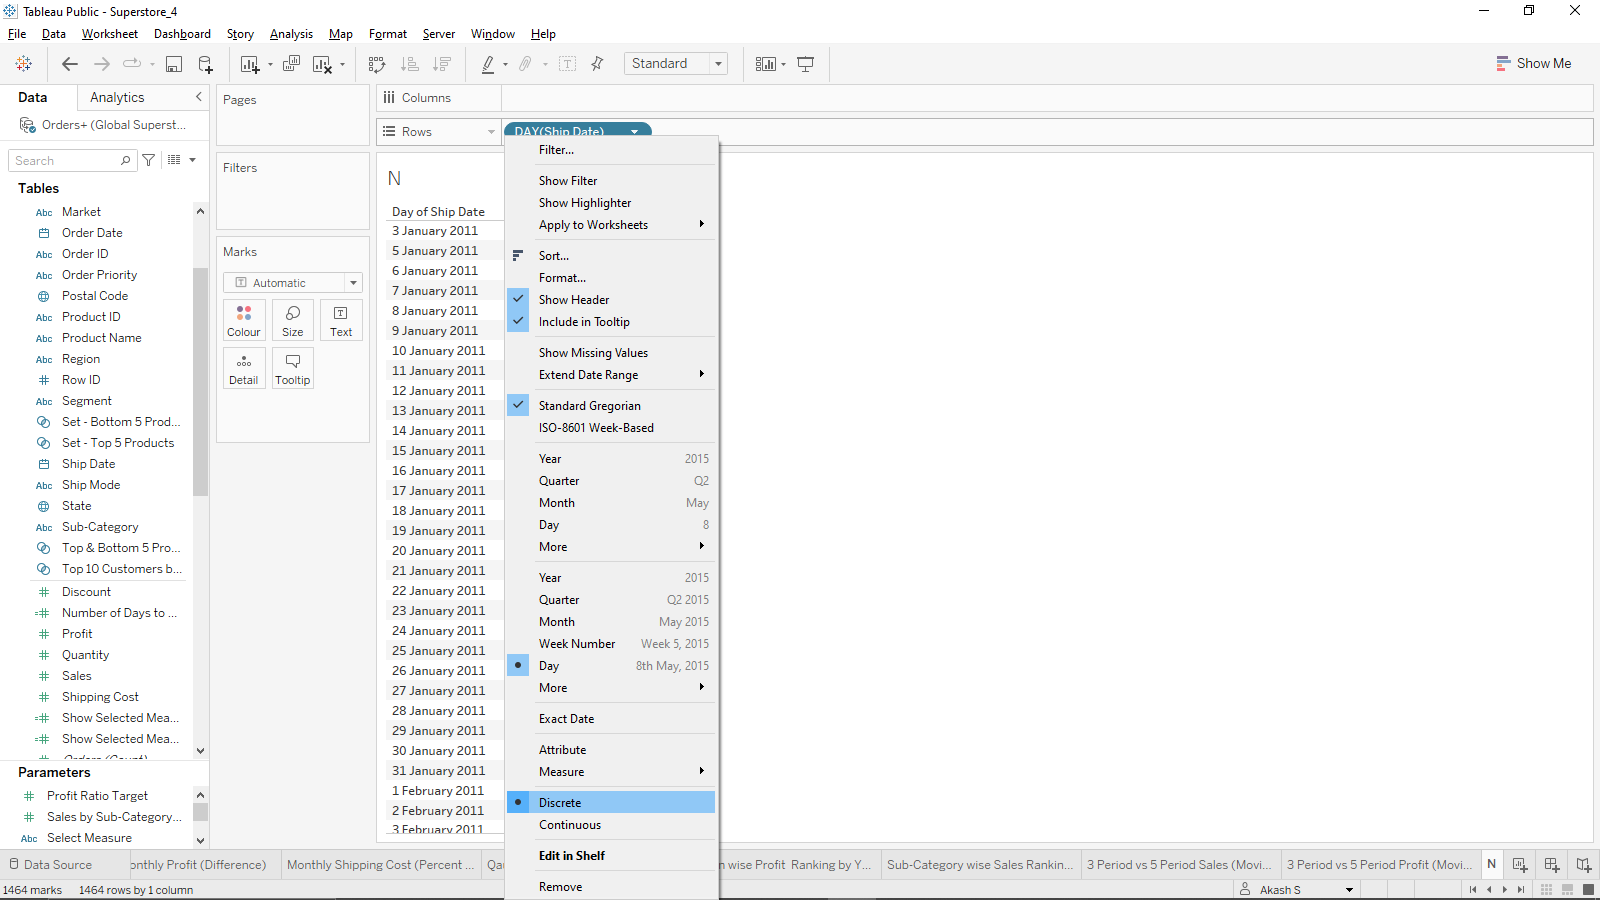 Tableau Public - Superstore_4
File Data Worksheet Dashboard Story Analysis Map Format Server Window Help
Standard
Show Me
Data Analytics
Orders+ (Global Superst...
Search
Tables
Market
Order Date
Order ID
Order Priority
Postal Code
Product ID
Product Name
Region
Row ID
Segment
Set - Bottom 5 Prod...
Set - Top 5 Products
Ship Date
Ship Mode
State
Sub-Category
Top & Bottom 5 Pro...
Top 10 Customers b...
Discount
Number of Days to ...
Profit
Quantity
Sales
Shipping Cost
Show Selected Mea...
Show Selected Mea...
Orders (Count)
Parameters
Profit Ratio Target
Sales by Sub-Category...
Select Measure
Pages
Filters
Marks
Automatic
Colour Size Text
Detail Tooltip
Columns
Rows
DAY(Ship Date)
N
Day of Ship Date
3 January 2011
5 January 2011
6 January 2011
7 January 2011
8 January 2011
9 January 2011
10 January 2011
11 January 2011
12 January 2011
13 January 2011
14 January 2011
15 January 2011
16 January 2011
17 January 2011
18 January 2011
19 January 2011
20 January 2011
21 January 2011
22 January 2011
23 January 2011
24 January 2011
25 January 2011
26 January 2011
27 January 2011
28 January 2011
29 January 2011
30 January 2011
31 January 2011
1 February 2011
2 February 2011
3 February 2011
Filter...
Show Filter
Show Highlighter
Apply to Worksheets
Sort...
Format...
Show Header
Include in Tooltip
Show Missing Values
Extend Date Range
Standard Gregorian
ISO-8601 Week-Based
Year 2015
Quarter Q2
Month May
Day 8
More
Year 2015
Quarter Q2 2015
Month May 2015
Week Number Week 5, 2015
Day 8th May, 2015
More
Exact Date
Attribute
Measure
Discrete
Continuous
Edit in Shelf
Remove
Data Source onthly Profit (Difference) Monthly Shipping Cost (Percent ... n wise Profit Ranking by Y... Sub-Category wise Sales Rankin... 3 Period vs 5 Period Sales (Movi... 3 Period vs 5 Period Profit (Movi... N
1464 marks 1464 rows by 1 column Akash S